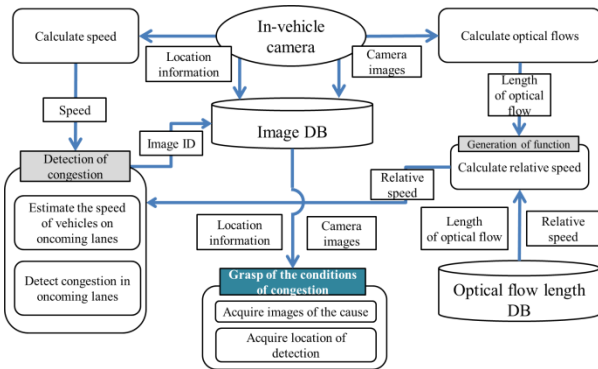 In-vehicle
camera
Calculate speed
Calculate optical flows
Location
information
Camera
images
Length
of optical
flow
Speed
Image DB
Image ID
Detection of
congestion
Generation of function
Calculate relative speed
Relative
speed
Estimate the speed
of vehicles on
oncoming lanes
Detect congestion in
oncoming lanes
Location
information
Camera
images
Length
of optical flow
Relative
speed
Grasp of the conditions
of congestion
Acquire images of the cause
Acquire location of
detection
Optical flow length
DB